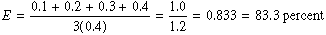 E = (0.1 + 0.2 + 0.3 + 0.4) / 3(0.4) = 1.0 / 1.2 = 0.833 = 83.3 percent